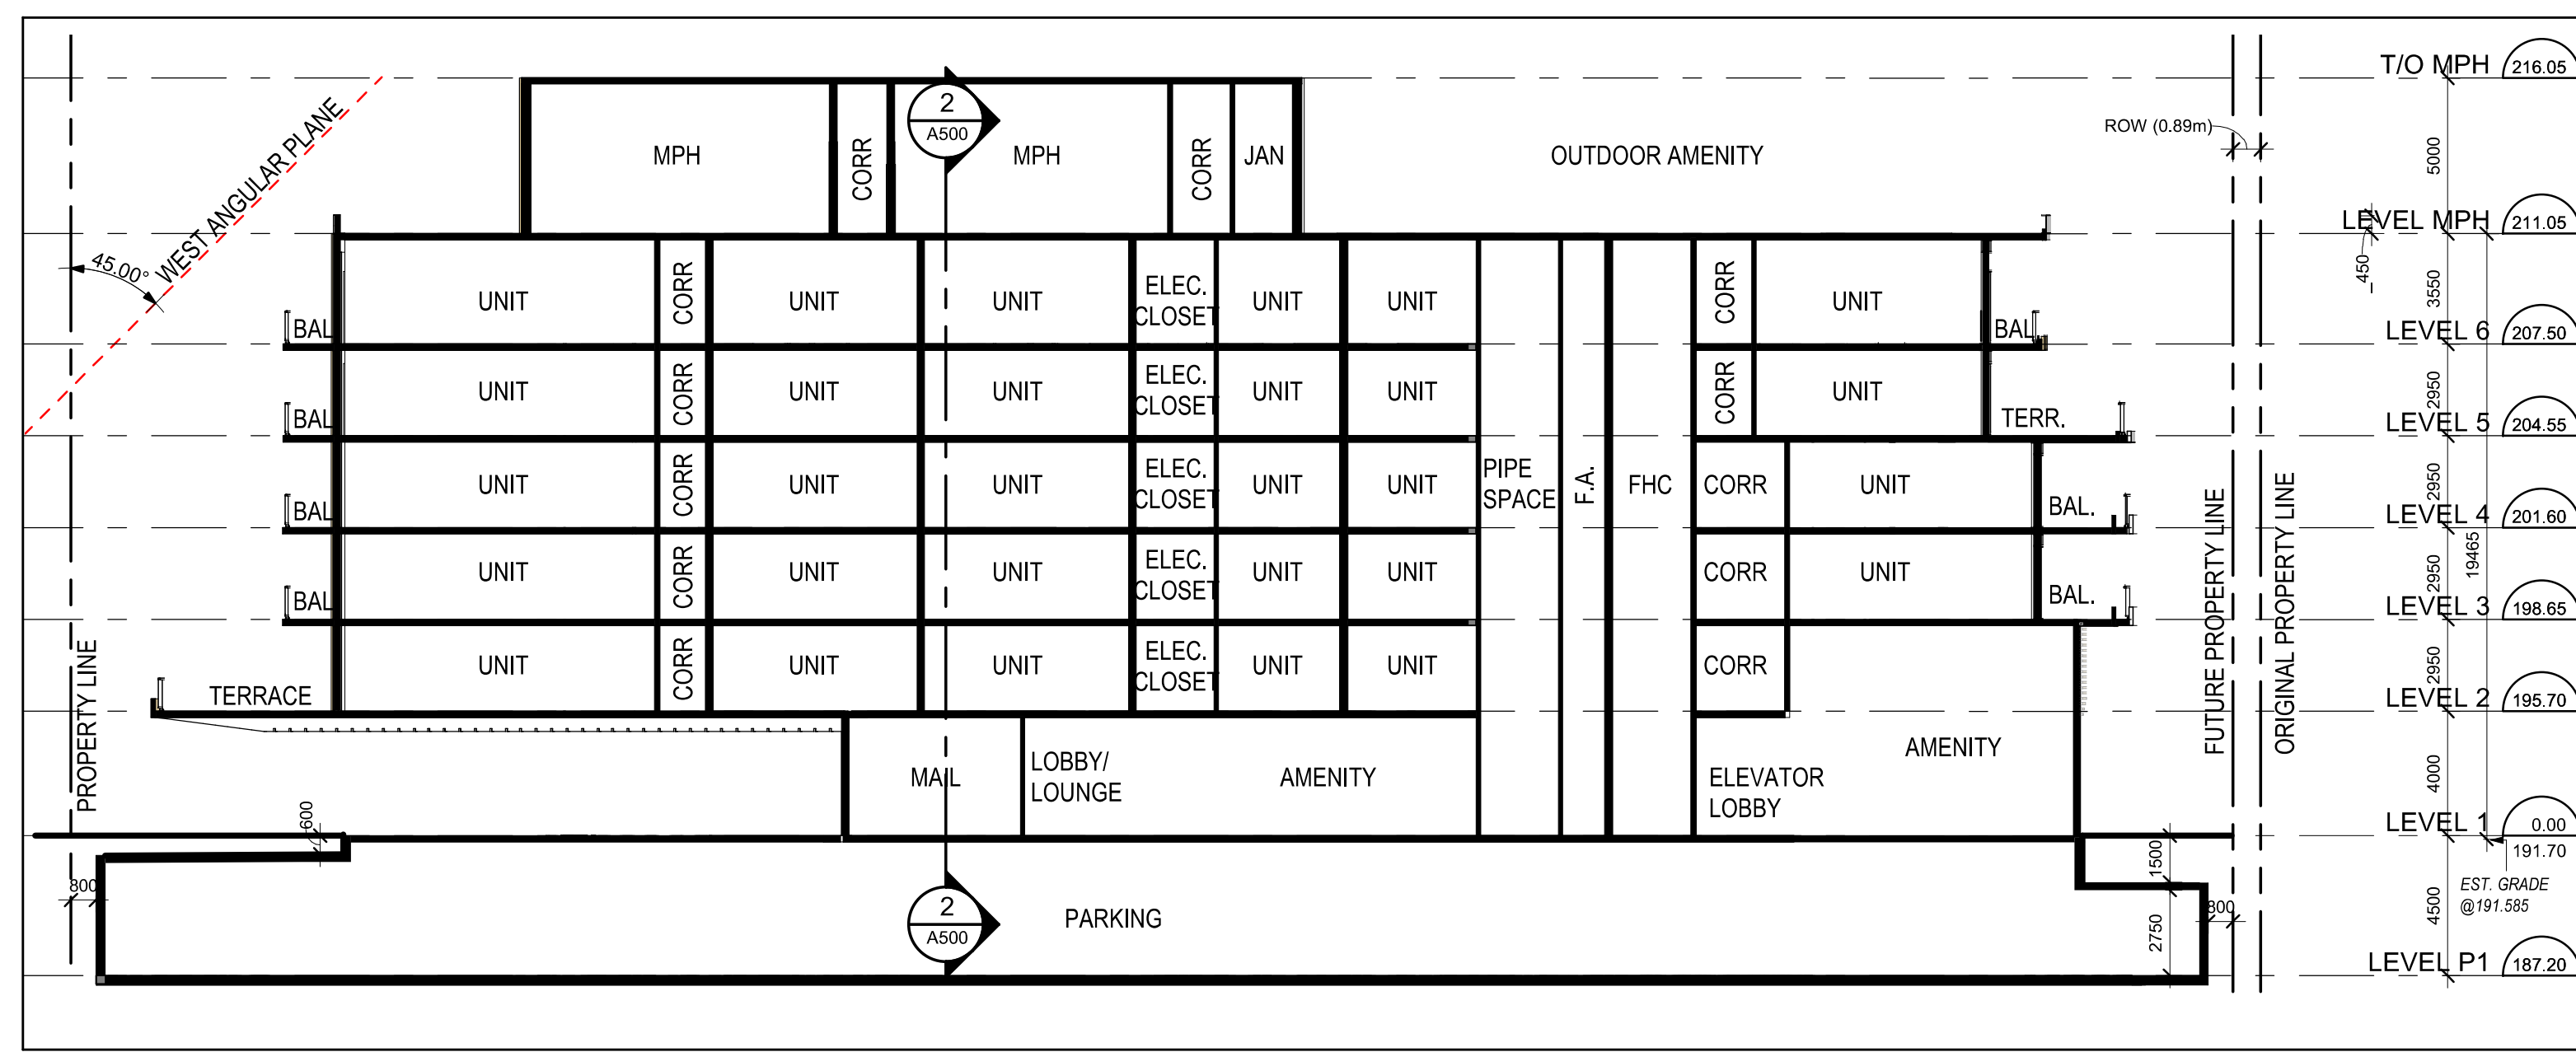 T/O MPH 216.05
ROW (0.89m)
2
A500
WEST ANGULAR PLANE
45.00°
MPH CORR MPH CORR JAN OUTDOOR AMENITY
5000
LEVEL MPH 211.05
450
3550
BAL UNIT CORR UNIT UNIT ELEC. CLOSET UNIT UNIT CORR UNIT BAL
LEVEL 6 207.50
2950
BAL UNIT CORR UNIT UNIT ELEC. CLOSET UNIT UNIT CORR UNIT TERR.
LEVEL 5 204.55
2950
BAL UNIT CORR UNIT UNIT ELEC. CLOSET UNIT UNIT PIPE SPACE F.A. FHC CORR UNIT BAL.
LEVEL 4 201.60
19465
2950
BAL UNIT CORR UNIT UNIT ELEC. CLOSET UNIT UNIT CORR UNIT BAL.
LEVEL 3 198.65
2950
TERRACE UNIT CORR UNIT UNIT ELEC. CLOSET UNIT UNIT CORR
LEVEL 2 195.70
PROPERTY LINE
FUTURE PROPERTY LINE
ORIGINAL PROPERTY LINE
MAIL
LOBBY/
LOUNGE
AMENITY
ELEVATOR
LOBBY
AMENITY
4000
LEVEL 1 0.00
191.70
600
800
1500
EST. GRADE
@191.585
2
A500
PARKING
2750
800
4500
LEVEL P1 187.20